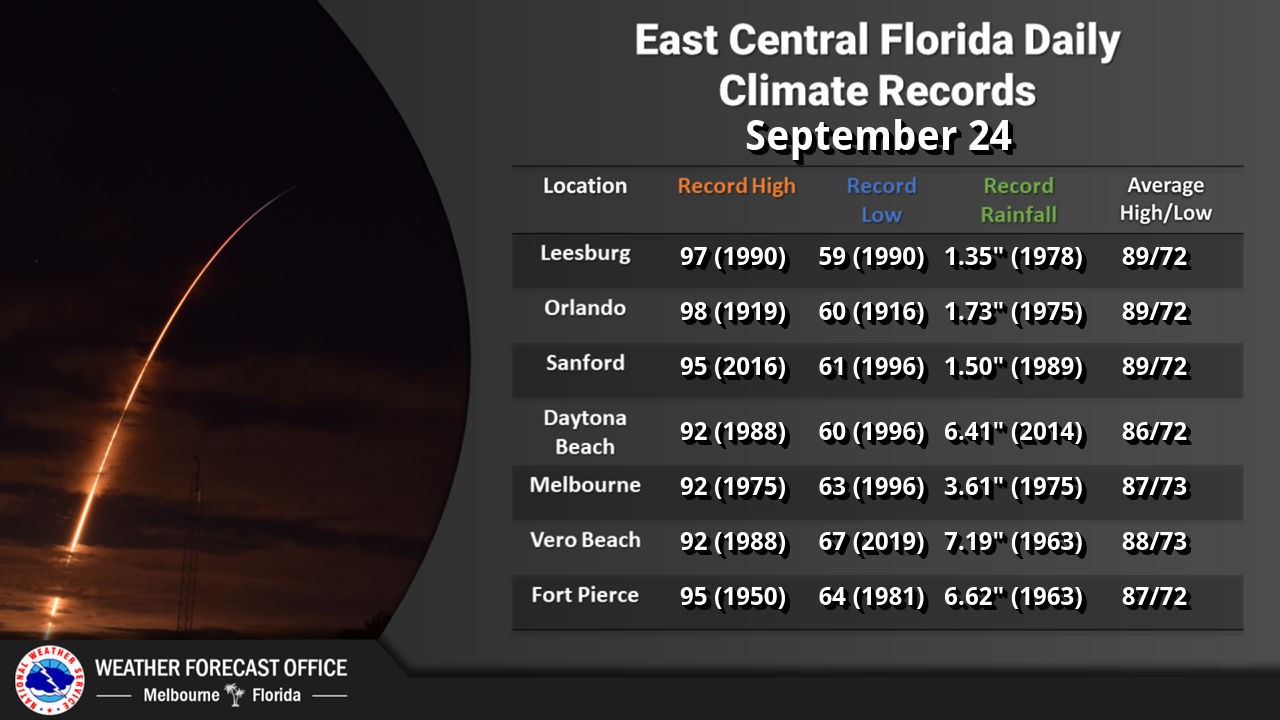 East Central Florida Daily
Climate Records
September 24
Location Record High Record Low Record Rainfall Average High/Low
Leesburg 97 (1990) 59 (1990) 1.35" (1978) 89/72
Orlando 98 (1919) 60 (1916) 1.73" (1975) 89/72
Sanford 95 (2016) 61 (1996) 1.50" (1989) 89/72
Daytona Beach 92 (1988) 60 (1996) 6.41" (2014) 86/72
Melbourne 92 (1975) 63 (1996) 3.61" (1975) 87/73
Vero Beach 92 (1988) 67 (2019) 7.19" (1963) 88/73
Fort Pierce 95 (1950) 64 (1981) 6.62" (1963) 87/72
NATIONAL WEATHER SERVICE
WEATHER FORECAST OFFICE
Melbourne Florida